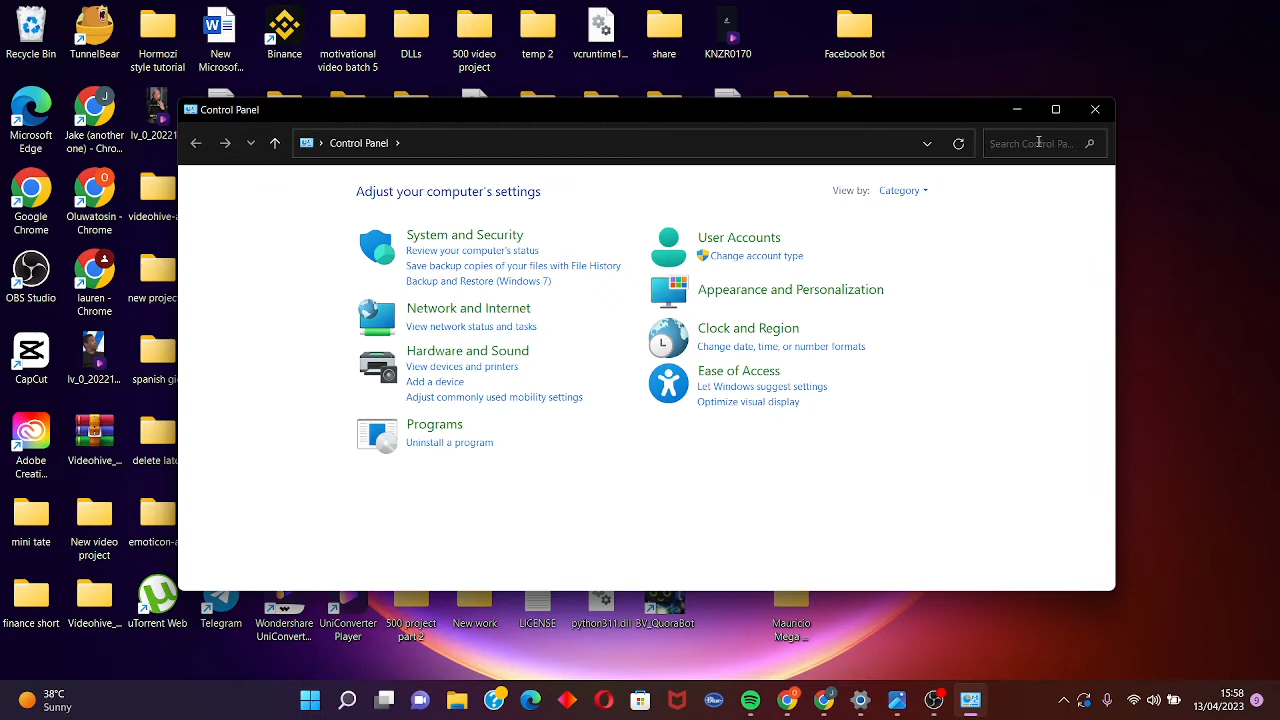 Recycle Bin
TunnelBear
Hormozi
style tutorial
New
Microsof...
Binance
motivational
video batch 5
DLLs
500 video
project
temp 2
vcruntime1...
share
KNZR0170
Facebook Bot
Control Panel
Microsoft
Edge
Jake (another
one) - Chro...
lv_0_20221
Control Panel
Search Control Pa...
Google
Chrome
Oluwatosin -
Chrome
videohive-a
Adjust your computer's settings
View by:
Category
System and Security
Review your computer's status
Save backup copies of your files with File History
Backup and Restore (Windows 7)
User Accounts
Change account type
Network and Internet
View network status and tasks
Appearance and Personalization
Hardware and Sound
View devices and printers
Add a device
Adjust commonly used mobility settings
Clock and Region
Change date, time, or number formats
Programs
Uninstall a program
Ease of Access
Let Windows suggest settings
Optimize visual display
OBS Studio
lauren -
Chrome
new project
CapCut
lv_0_20221...
spanish gi
Adobe
Creati...
Videohive_...
delete late
mini tate
New video
project
emoticon-a
finance short
Videohive_...
uTorrent Web
Telegram
Wondershare
UniConvert...
UniConverter
Player
500 project
part 2
New work
LICENSE
python311.dll
BV_QuoraBot
Mauricio
Mega ...
38°C
Sunny
Blue
15:58
13/04/2023
9